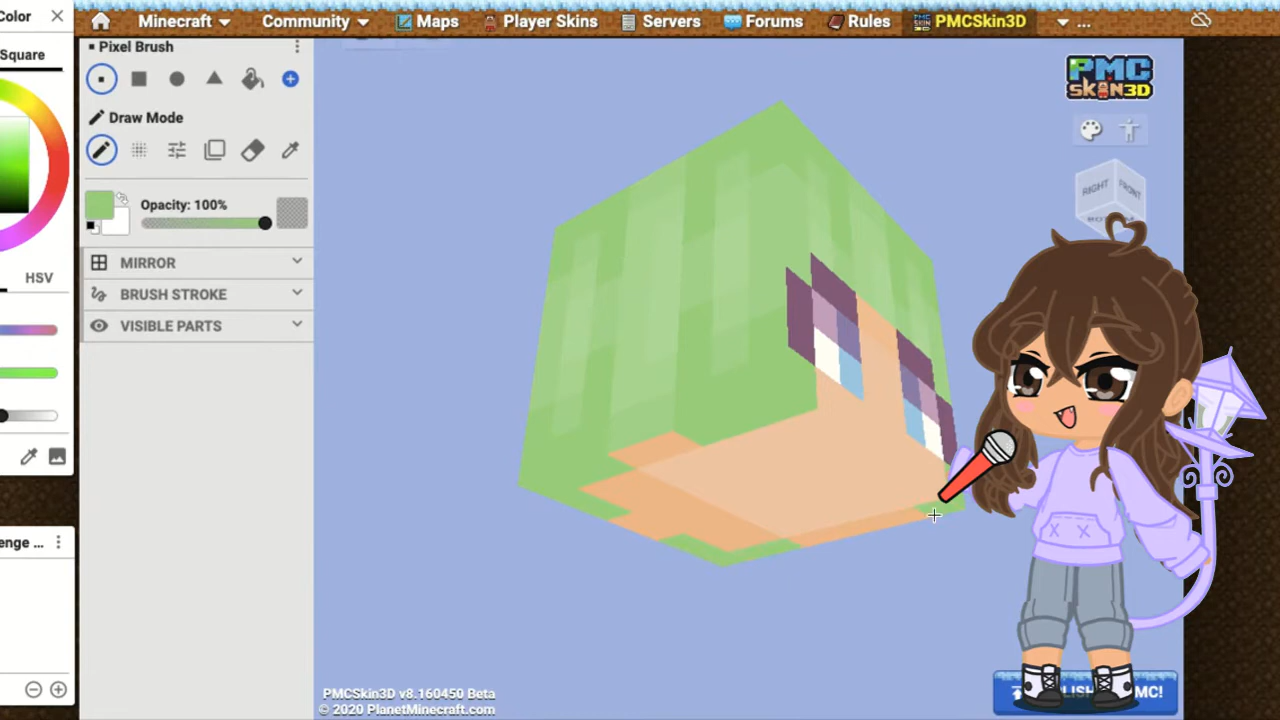 Color
Minecraft Community Maps Player Skins Servers Forums Rules PMCSkin3D ...
Square
Pixel Brush
Draw Mode
Opacity: 100%
HSV
MIRROR
BRUSH STROKE
VISIBLE PARTS
enge ...
PMC
SKIN3D
RIGHT FRONT
PMCSkin3D v8.160450 Beta
© 2020 PlanetMinecraft.com
MC!